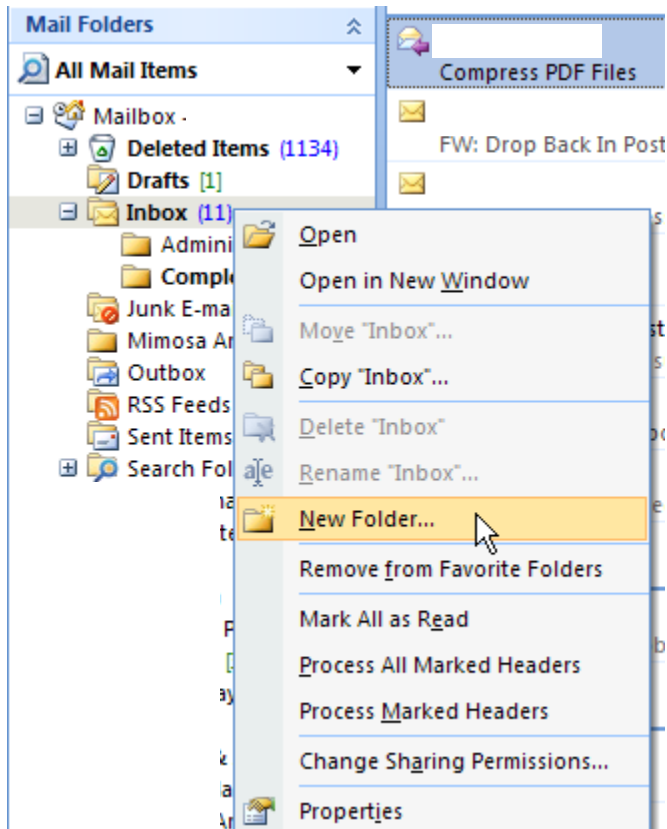 Mail Folders
All Mail Items
Mailbox -
Deleted Items (1134)
Drafts [1]
Inbox (11)
Junk E-ma
Mimosa Ar
Outbox
RSS Feeds
Sent Items
Search Fol
Compress PDF Files
FW: Drop Back In Post
Open
Open in New Window
Move "Inbox"...
Copy "Inbox"...
Delete "Inbox"
Rename "Inbox"...
New Folder...
Remove from Favorite Folders
Mark All as Read
Process All Marked Headers
Process Marked Headers
Change Sharing Permissions...
Properties